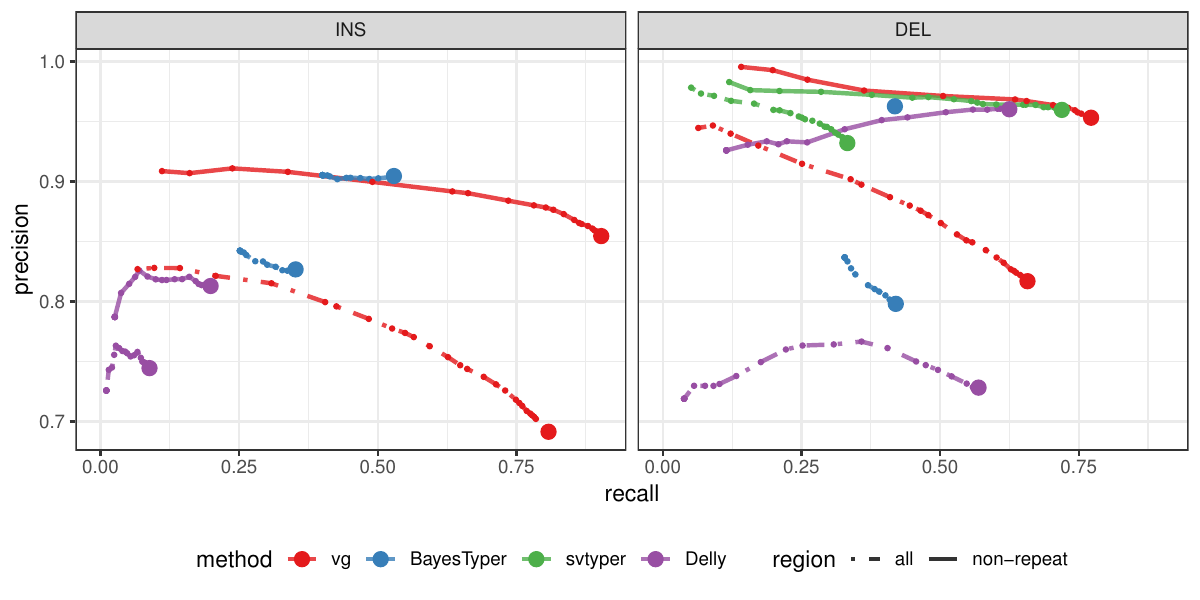 INS
DEL
1.0
0.9
0.8
0.7
precision
0.00 0.25 0.50 0.75
0.00 0.25 0.50 0.75
recall
method vg BayesTyper svtyper Delly region all non−repeat